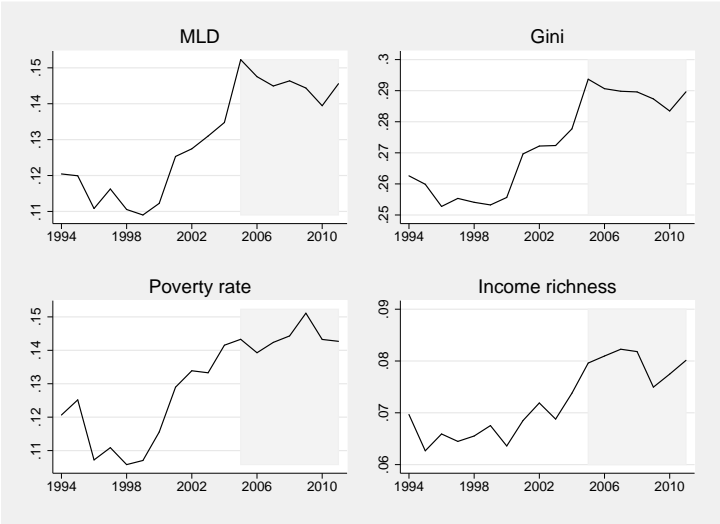 MLD
.15
.14
.13
.12
.11
1994 1998 2002 2006 2010
Gini
.3
.29
.28
.27
.26
.25
1994 1998 2002 2006 2010
Poverty rate
.15
.14
.13
.12
.11
1994 1998 2002 2006 2010
Income richness
.09
.08
.07
.06
1994 1998 2002 2006 2010